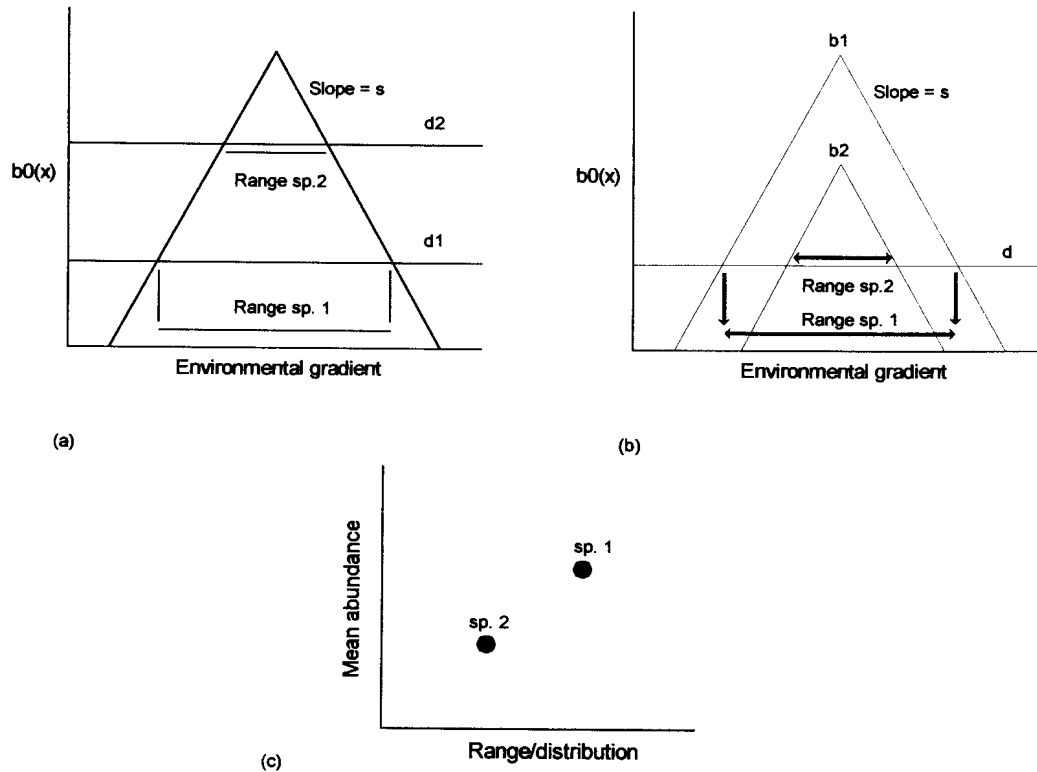 Slope = s
d2
b0(x)
Range sp.2
d1
Range sp. 1
Environmental gradient
(a)
b1
Slope = s
b2
b0(x)
d
Range sp.2
Range sp. 1
Environmental gradient
(b)
Mean abundance
sp. 1
sp. 2
Range/distribution
(c)